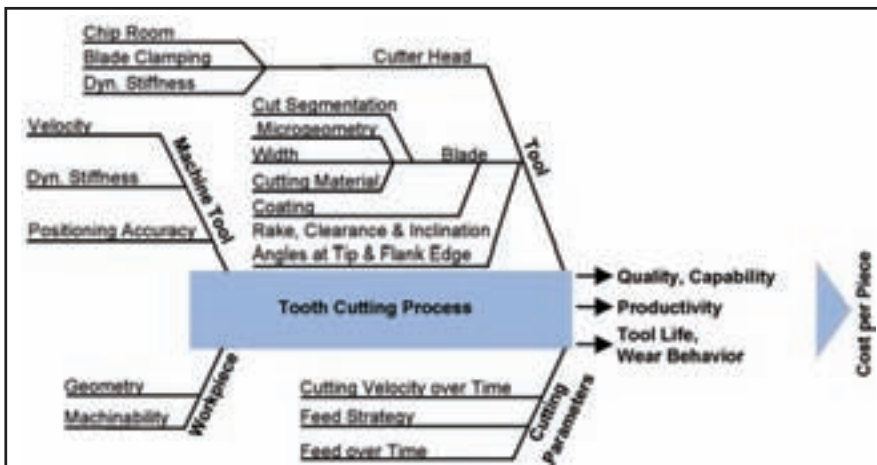 Chip Room
Blade Clamping
Dyn. Stiffness
Cutter Head
Cut Segmentation
Microgeometry
Width
Cutting Material
Coating
Blade
Rake, Clearance & Inclination
Angles at Tip & Flank Edge
Tool
Velocity
Dyn. Stiffness
Positioning Accuracy
Machine Tool
Tooth Cutting Process
Quality, Capability
Productivity
Tool Life,
Wear Behavior
Cost per Piece
Geometry
Machinability
Workpiece
Cutting Velocity over Time
Feed Strategy
Feed over Time
Cutting
Parameters